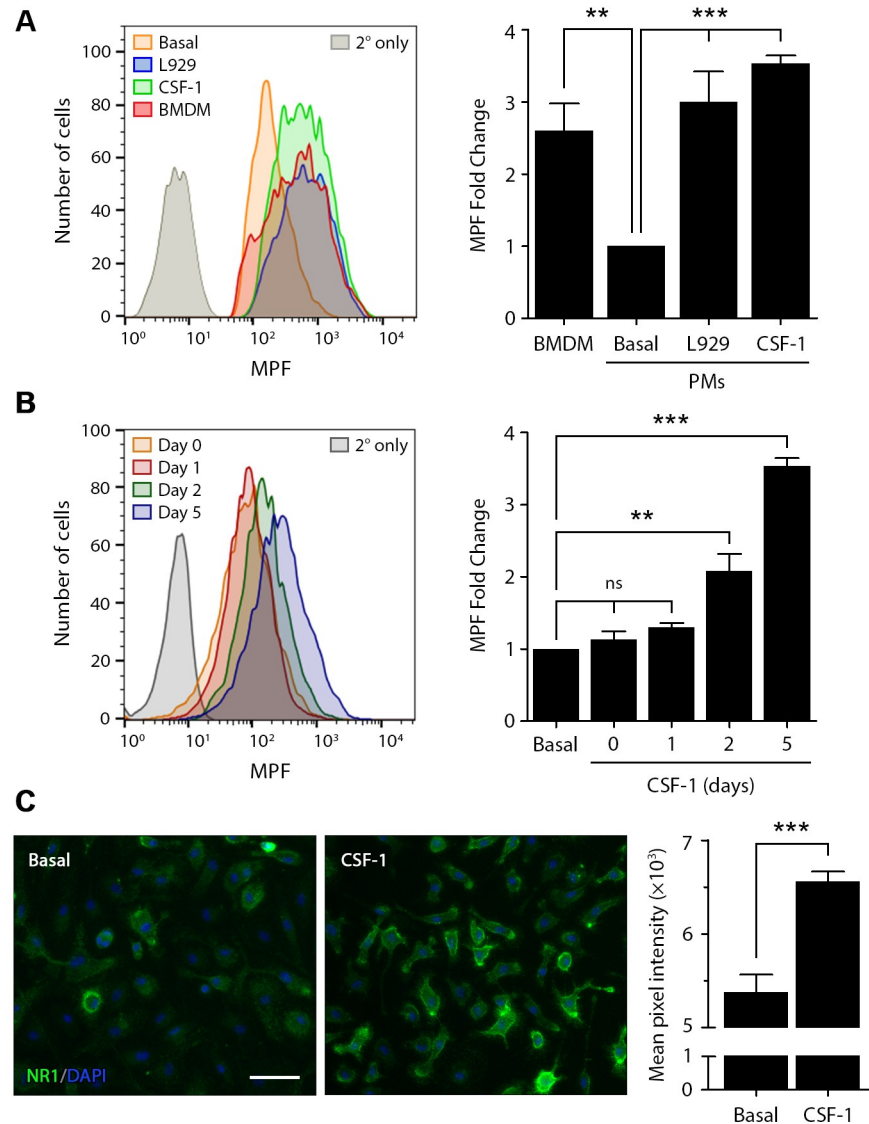 A
100
80
60
40
20
0
Number of cells
Basal
L929
CSF-1
BMDM
2° only
10⁰ 10¹ 10² 10³ 10⁴
MPF
4
3
2
1
0
MPF Fold Change
** ***
BMDM Basal L929 CSF-1
PMs
B
100
80
60
40
20
0
Number of cells
Day 0
Day 1
Day 2
Day 5
2° only
10⁰ 10¹ 10² 10³ 10⁴
MPF
4
3
2
1
0
MPF Fold Change
***
**
ns
Basal 0 1 2 5
CSF-1 (days)
C
Basal
NR1/DAPI
CSF-1
7
6
5
1
0
Mean pixel intensity (×10³)
***
Basal CSF-1